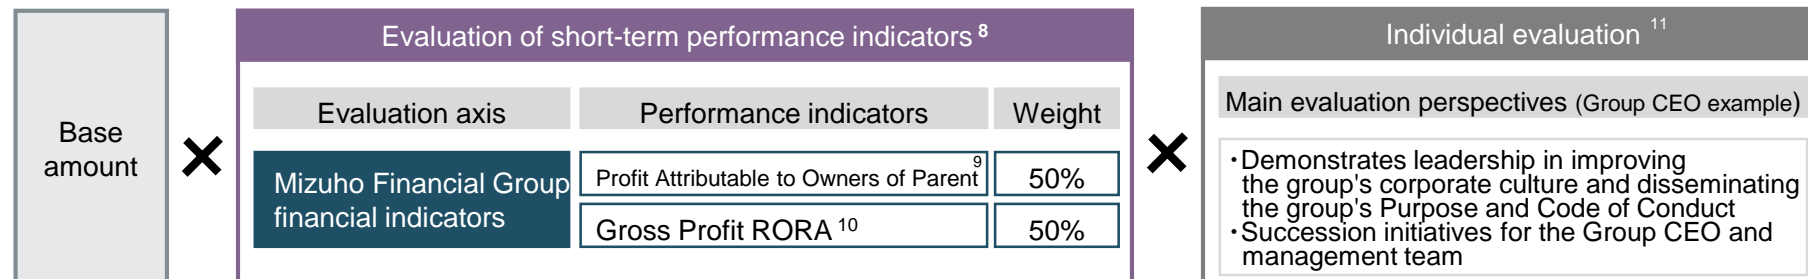 Base
amount
×
Evaluation of short-term performance indicators 8
Evaluation axis
Performance indicators
Weight
Mizuho Financial Group
financial indicators
Profit Attributable to Owners of Parent 9
50%
Gross Profit RORA 10
50%
×
Individual evaluation 11
Main evaluation perspectives (Group CEO example)
・Demonstrates leadership in improving
the group's corporate culture and disseminating
the group's Purpose and Code of Conduct
・Succession initiatives for the Group CEO and
management team